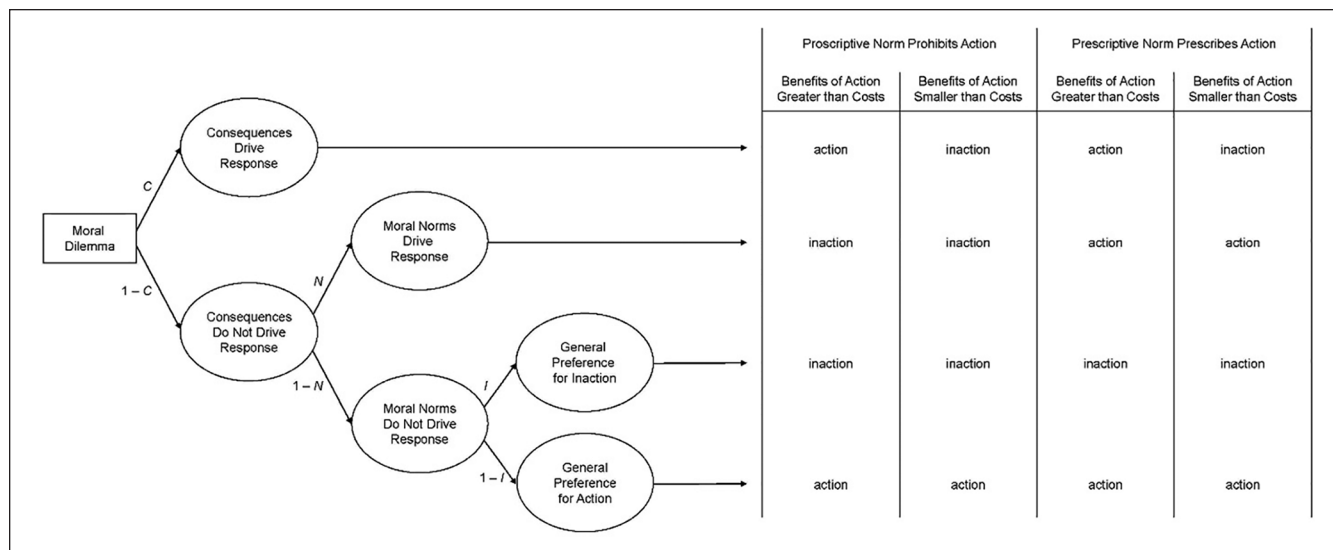 Proscriptive Norm Prohibits Action
Prescriptive Norm Prescribes Action
Benefits of Action
Greater than Costs
Benefits of Action
Smaller than Costs
Benefits of Action
Greater than Costs
Benefits of Action
Smaller than Costs
Moral
Dilemma
C
1 – C
Consequences
Drive
Response
action
inaction
action
inaction
Consequences
Do Not Drive
Response
N
1 – N
Moral Norms
Drive
Response
inaction
inaction
action
action
Moral Norms
Do Not Drive
Response
I
1 – I
General
Preference
for Inaction
inaction
inaction
inaction
inaction
General
Preference
for Action
action
action
action
action